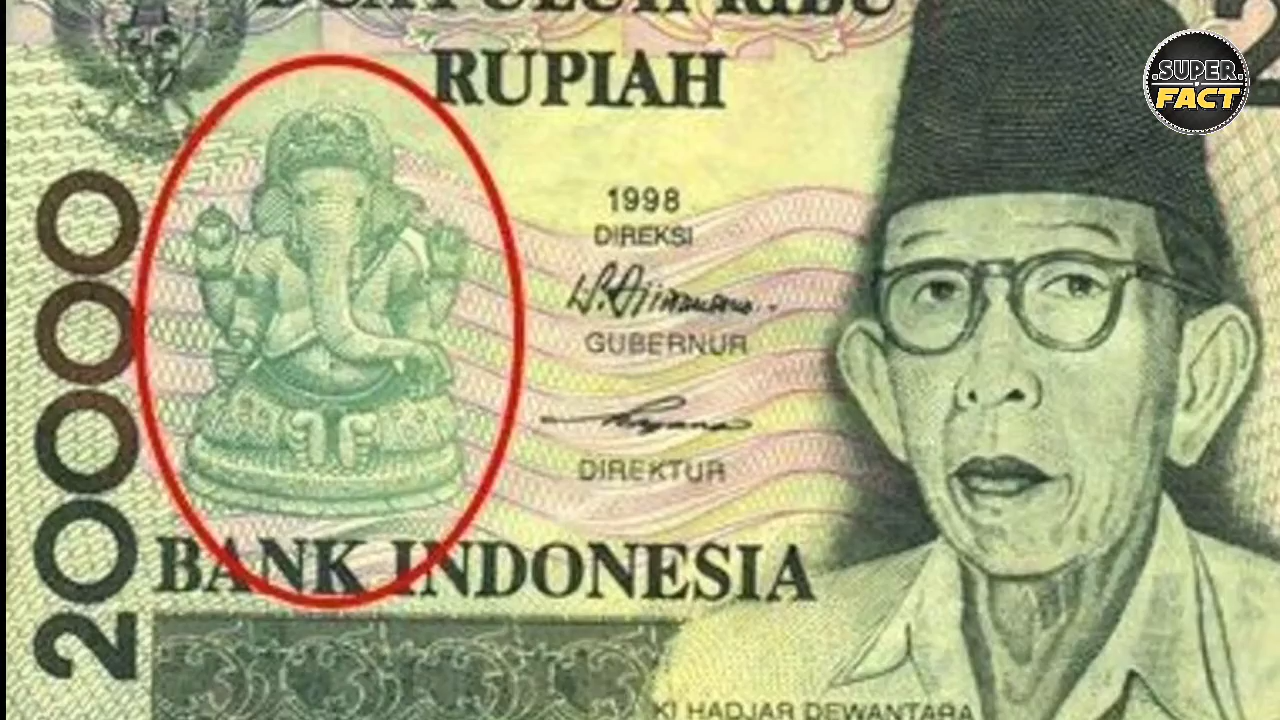 RUPIAH
SUPER
FACT
1998
DIREKSI
GUBERNUR
DIREKTUR
BANK INDONESIA
20000
KI HADJAR DEWANTARA